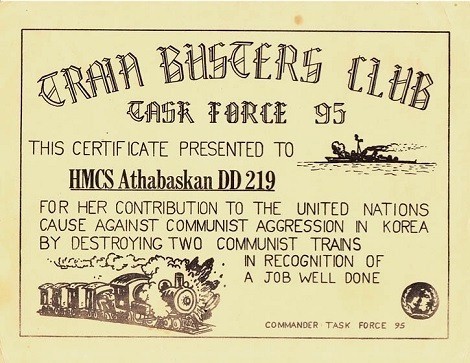 TRAIN BUSTERS CLUB
TASK FORCE 95
THIS CERTIFICATE PRESENTED TO
HMCS Athabaskan DD 219
FOR HER CONTRIBUTION TO THE UNITED NATIONS
CAUSE AGAINST COMMUNIST AGGRESSION IN KOREA
BY DESTROYING TWO COMMUNIST TRAINS
IN RECOGNITION OF
A JOB WELL DONE
COMMANDER TASK FORCE 95